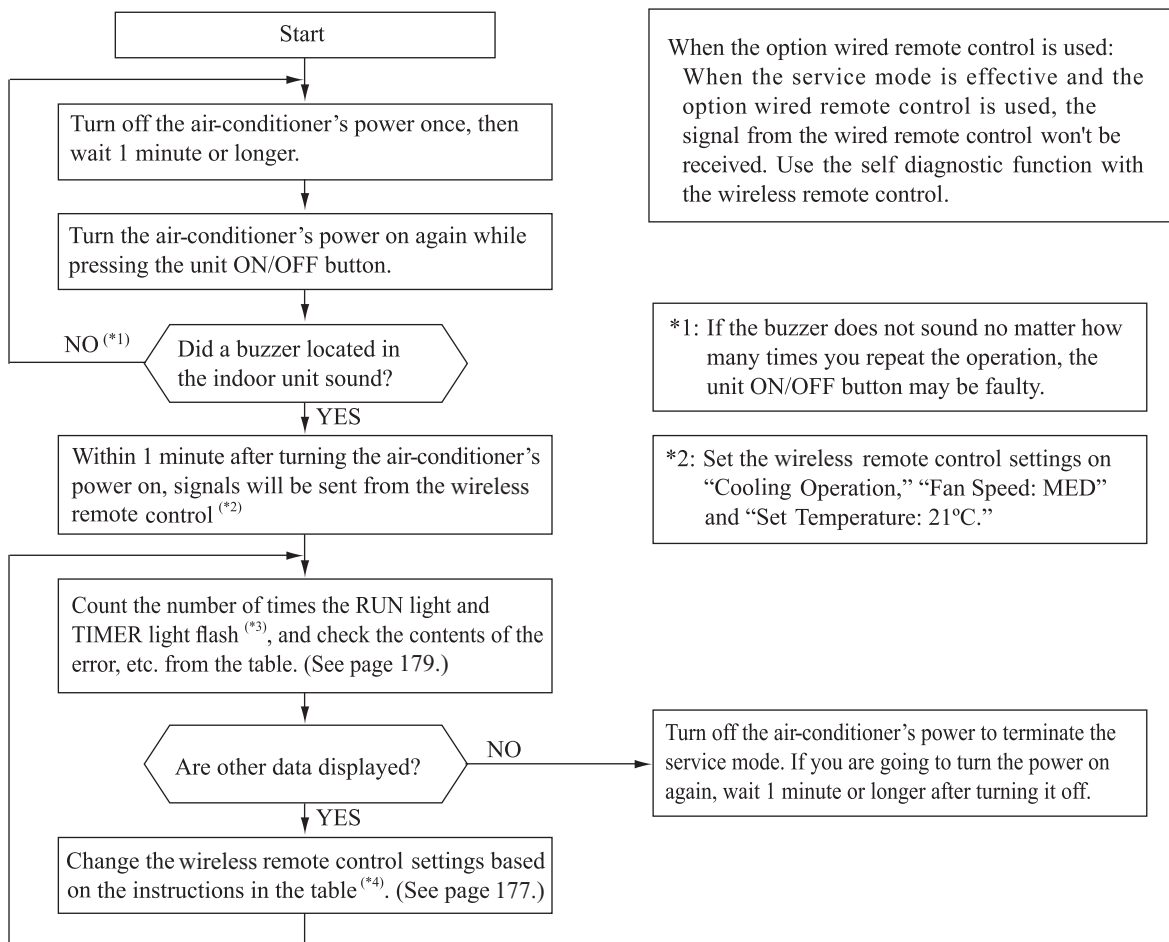 Start
Turn off the air-conditioner's power once, then
wait 1 minute or longer.
Turn the air-conditioner's power on again while
pressing the unit ON/OFF button.
NO (*1)
Did a buzzer located in
the indoor unit sound?
YES
Within 1 minute after turning the air-conditioner's
power on, signals will be sent from the wireless
remote control (*2)
Count the number of times the RUN light and
TIMER light flash (*3), and check the contents of the
error, etc. from the table. (See page 179.)
Are other data displayed?
NO
YES
Change the wireless remote control settings based
on the instructions in the table (*4). (See page 177.)
When the option wired remote control is used:
When the service mode is effective and the
option wired remote control is used, the
signal from the wired remote control won't be
received. Use the self diagnostic function with
the wireless remote control.
*1: If the buzzer does not sound no matter how
many times you repeat the operation, the
unit ON/OFF button may be faulty.
*2: Set the wireless remote control settings on
“Cooling Operation,” “Fan Speed: MED”
and “Set Temperature: 21ºC.”
Turn off the air-conditioner's power to terminate the
service mode. If you are going to turn the power on
again, wait 1 minute or longer after turning it off.